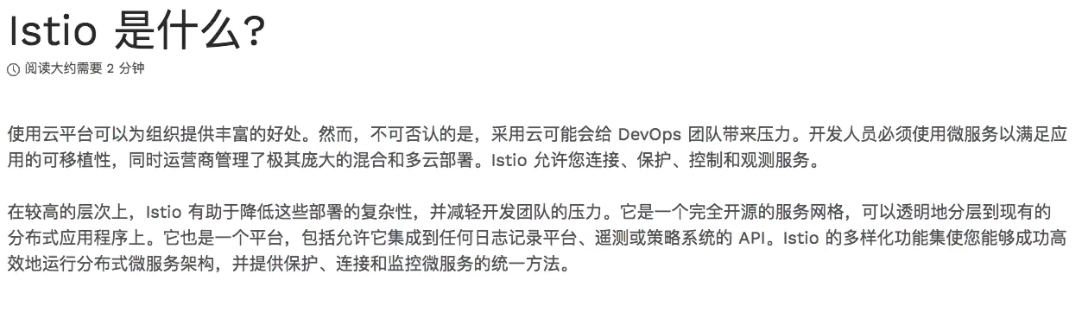 Istio 是什么?
阅读大约需要 2 分钟
使用云平台可以为组织提供丰富的好处。然而，不可否认的是，采用云可能会给 DevOps 团队带来压力。开发人员必须使用微服务以满足应
用的可移植性，同时运营商管理了极其庞大的混合和多云部署。Istio 允许您连接、保护、控制和观测服务。
在较高的层次上，Istio 有助于降低这些部署的复杂性，并减轻开发团队的压力。它是一个完全开源的服务网格，可以透明地分层到现有的
分布式应用程序上。它也是一个平台，包括允许它集成到任何日志记录平台、遥测或策略系统的 API。Istio 的多样化功能集使您能够成功高
效地运行分布式微服务架构，并提供保护、连接和监控微服务的统一方法。